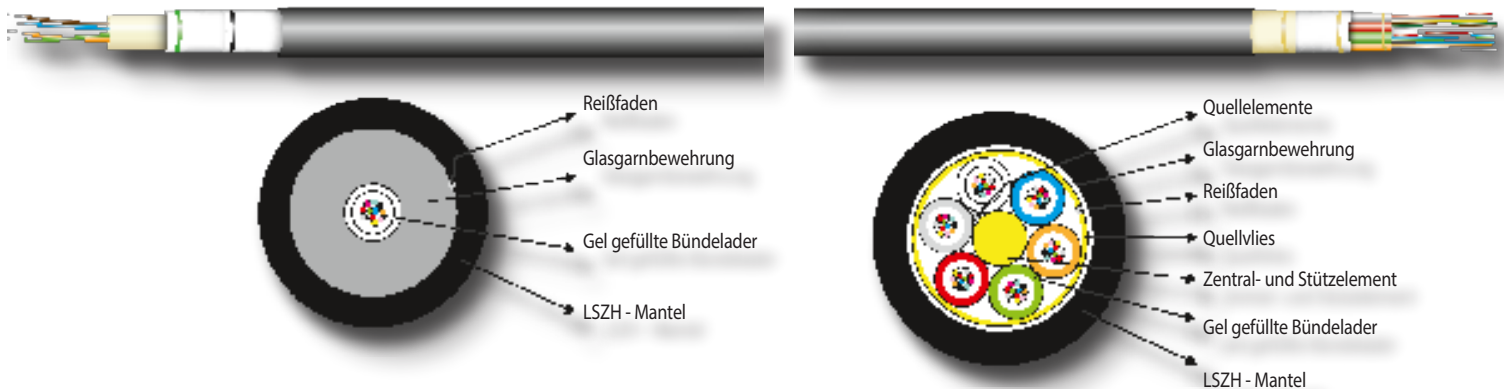 Reißfaden
Glasgarnbewehrung
Gel gefüllte Bündelader
LSZH - Mantel
Quellelemente
Glasgarnbewehrung
Reißfaden
Quellvlies
Zentral- und Stützelement
Gel gefüllte Bündelader
LSZH - Mantel